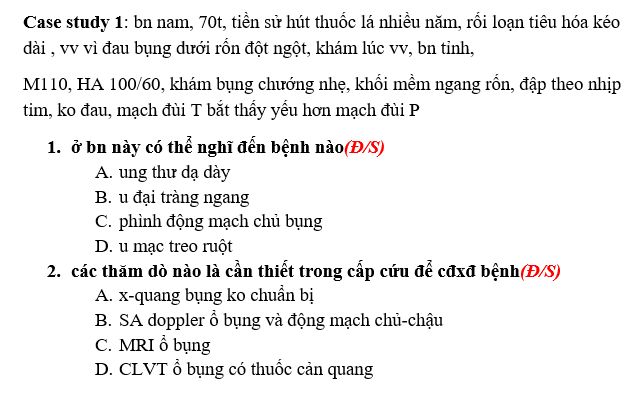 Case study 1: bn nam, 70t, tiền sử hút thuốc lá nhiều năm, rối loạn tiêu hóa kéo
dài , vv vì đau bụng dưới rốn đột ngột, khám lúc vv, bn tỉnh,
M110, HA 100/60, khám bụng chướng nhẹ, khối mềm ngang rốn, đập theo nhịp
tim, ko đau, mạch đùi T bắt thấy yếu hơn mạch đùi P
1. ở bn này có thể nghĩ đến bệnh nào(Đ/S)
A. ung thư dạ dày
B. u đại tràng ngang
C. phình động mạch chủ bụng
D. u mạc treo ruột
2. các thăm dò nào là cần thiết trong cấp cứu để cđxđ bệnh(Đ/S)
A. x-quang bụng ko chuẩn bị
B. SA doppler ổ bụng và động mạch chủ-chậu
C. MRI ổ bụng
D. CLVT ổ bụng có thuốc cản quang